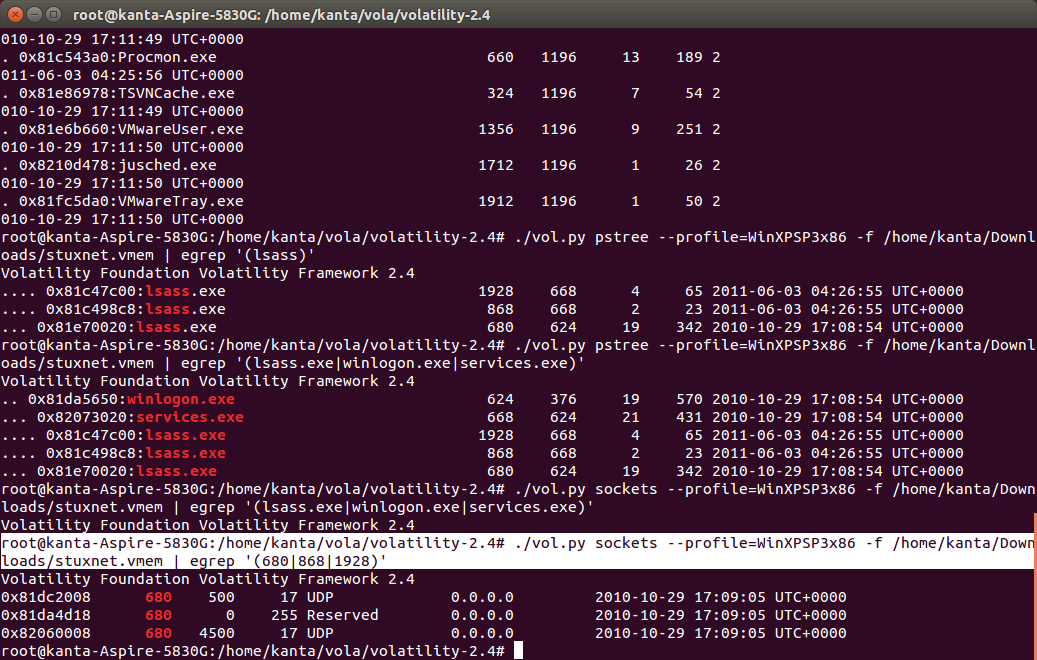 root@kanta-Aspire-5830G: /home/kanta/vola/volatility-2.4
010-10-29 17:11:49 UTC+0000
. 0x81c543a0:Procmon.exe 660 1196 13 189 2
011-06-03 04:25:56 UTC+0000
. 0x81e86978:TSVNCache.exe 324 1196 7 54 2
010-10-29 17:11:49 UTC+0000
. 0x81e6b660:VMwareUser.exe 1356 1196 9 251 2
010-10-29 17:11:50 UTC+0000
. 0x8210d478:jusched.exe 1712 1196 1 26 2
010-10-29 17:11:50 UTC+0000
. 0x81fc5da0:VMwareTray.exe 1912 1196 1 50 2
010-10-29 17:11:50 UTC+0000
root@kanta-Aspire-5830G:/home/kanta/vola/volatility-2.4# ./vol.py pstree --profile=WinXPSP3x86 -f /home/kanta/Downl
oads/stuxnet.vmem | egrep '(lsass)'
Volatility Foundation Volatility Framework 2.4
.... 0x81c47c00:lsass.exe 1928 668 4 65 2011-06-03 04:26:55 UTC+0000
.... 0x81c498c8:lsass.exe 868 668 2 23 2011-06-03 04:26:55 UTC+0000
... 0x81e70020:lsass.exe 680 624 19 342 2010-10-29 17:08:54 UTC+0000
root@kanta-Aspire-5830G:/home/kanta/vola/volatility-2.4# ./vol.py pstree --profile=WinXPSP3x86 -f /home/kanta/Downl
oads/stuxnet.vmem | egrep '(lsass.exe|winlogon.exe|services.exe)'
Volatility Foundation Volatility Framework 2.4
.. 0x81da5650:winlogon.exe 624 376 19 570 2010-10-29 17:08:54 UTC+0000
... 0x82073020:services.exe 668 624 21 431 2010-10-29 17:08:54 UTC+0000
.... 0x81c47c00:lsass.exe 1928 668 4 65 2011-06-03 04:26:55 UTC+0000
.... 0x81c498c8:lsass.exe 868 668 2 23 2011-06-03 04:26:55 UTC+0000
... 0x81e70020:lsass.exe 680 624 19 342 2010-10-29 17:08:54 UTC+0000
root@kanta-Aspire-5830G:/home/kanta/vola/volatility-2.4# ./vol.py sockets --profile=WinXPSP3x86 -f /home/kanta/Down
loads/stuxnet.vmem | egrep '(lsass.exe|winlogon.exe|services.exe)'
Volatility Foundation Volatility Framework 2.4
root@kanta-Aspire-5830G:/home/kanta/vola/volatility-2.4# ./vol.py sockets --profile=WinXPSP3x86 -f /home/kanta/Down
loads/stuxnet.vmem | egrep '(680|868|1928)'
Volatility Foundation Volatility Framework 2.4
0x81dc2008 680 500 17 UDP 0.0.0.0 2010-10-29 17:09:05 UTC+0000
0x81da4d18 680 0 255 Reserved 0.0.0.0 2010-10-29 17:09:05 UTC+0000
0x82060008 680 4500 17 UDP 0.0.0.0 2010-10-29 17:09:05 UTC+0000
root@kanta-Aspire-5830G:/home/kanta/vola/volatility-2.4#